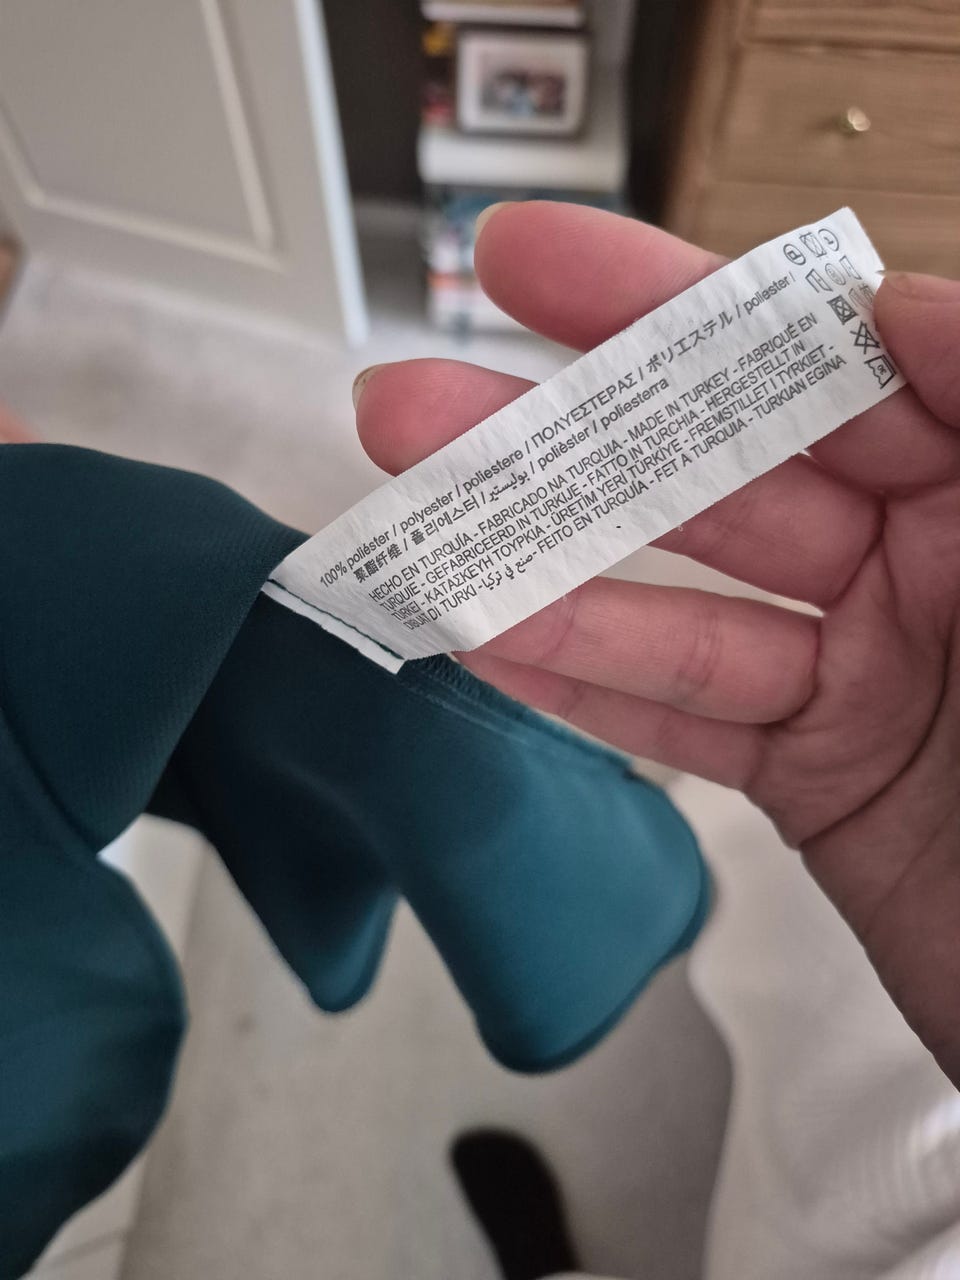 100% poliéster / polyester / poliestere / ΠΟΛΥΕΣΤΕΡΑΣ / ポリエステル / poliester /
聚酯纤维 / 폴리에스터 / بوليستير / polièster / poliesterra
HECHO EN TURQUÍA - FABRICADO NA TURQUIA - MADE IN TURKEY - FABRIQUÉ EN
TURQUIE - GEFABRICEERD IN TURKIJE - FATTO IN TURCHIA - HERGESTELLT IN
TÜRKEI - ΚΑΤΑΣΚΕΥΗ ΤΟΥΡΚΙΑ - ÜRETİM YERİ TÜRKİYE - FREMSTILLET I TYRKIET -
DIBUAT DI TURKI - صنع في تركيا - FEITO EN TURQUÍA - FET A TURQUIA - TURKIAN EGINA